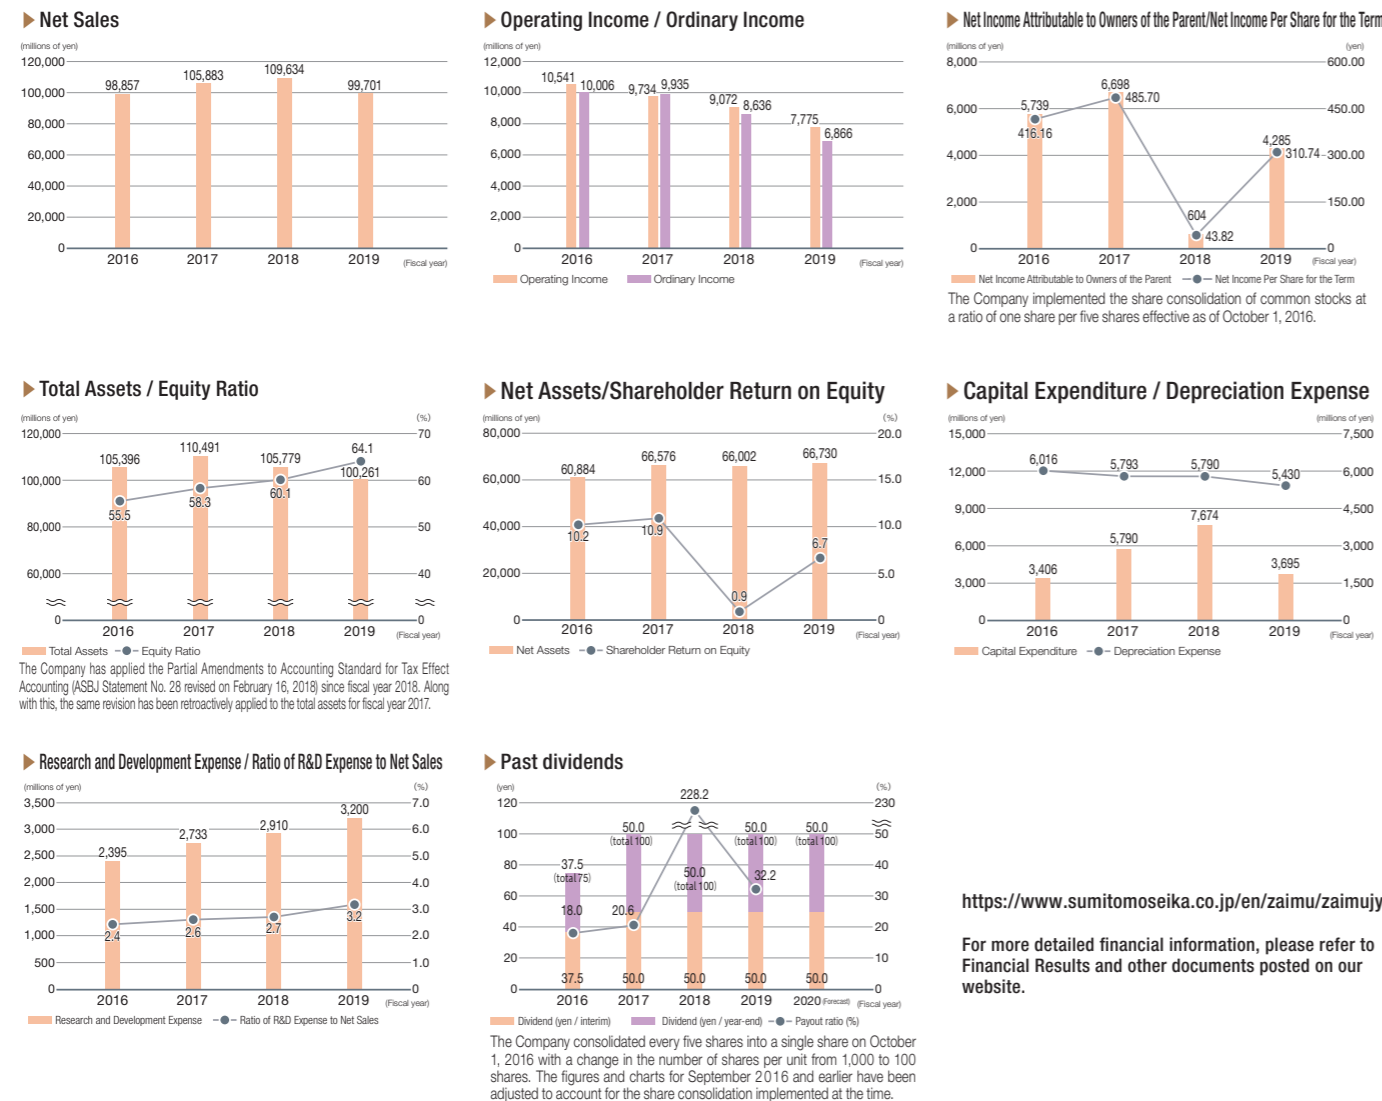 Net Sales
(millions of yen)
120,000
100,000
80,000
60,000
40,000
20,000
0
98,857
105,883
109,634
99,701
2016 2017 2018 2019 (Fiscal year)
Operating Income / Ordinary Income
(millions of yen)
12,000
10,000
8,000
6,000
4,000
2,000
0
10,541 10,006
9,734 9,935
9,072 8,636
7,775 6,866
2016 2017 2018 2019 (Fiscal year)
Operating Income Ordinary Income
Net Income Attributable to Owners of the Parent/Net Income Per Share for the Term
(millions of yen) (yen)
8,000 600.00
6,000 450.00
4,000 300.00
2,000 150.00
0 0
5,739
416.16
6,698
485.70
604
43.82
4,285
310.74
2016 2017 2018 2019 (Fiscal year)
Net Income Attributable to Owners of the Parent Net Income Per Share for the Term
The Company implemented the share consolidation of common stocks at
a ratio of one share per five shares effective as of October 1, 2016.
Total Assets / Equity Ratio
(millions of yen) (%)
120,000 70
100,000 60
80,000 50
60,000 40
0 0
105,396
55.5
110,491
58.3
105,779
60.1
64.1
100,261
2016 2017 2018 2019 (Fiscal year)
Total Assets Equity Ratio
The Company has applied the Partial Amendments to Accounting Standard for Tax Effect
Accounting (ASBJ Statement No. 28 revised on February 16, 2018) since fiscal year 2018. Along
with this, the same revision has been retroactively applied to the total assets for fiscal year 2017.
Net Assets/Shareholder Return on Equity
(millions of yen) (%)
80,000 20.0
60,000 15.0
40,000 10.0
20,000 5.0
0 0
60,884
10.2
66,576
10.9
66,002
0.9
66,730
6.7
2016 2017 2018 2019 (Fiscal year)
Net Assets Shareholder Return on Equity
Capital Expenditure / Depreciation Expense
(millions of yen) (millions of yen)
15,000 7,500
12,000 6,000
9,000 4,500
6,000 3,000
3,000 1,500
0 0
6,016
3,406
5,793
5,790
5,790
7,674
5,430
3,695
2016 2017 2018 2019 (Fiscal year)
Capital Expenditure Depreciation Expense
Research and Development Expense / Ratio of R&D Expense to Net Sales
(millions of yen) (%)
3,500 7.0
3,000 6.0
2,500 5.0
2,000 4.0
1,500 3.0
1,000 2.0
500 1.0
0 0
2,395
2.4
2,733
2.6
2,910
2.7
3,200
3.2
2016 2017 2018 2019 (Fiscal year)
Research and Development Expense Ratio of R&D Expense to Net Sales
Past dividends
(yen) (%)
120 230
100 50
80 40
60 30
40 20
20 10
0 0
37.5
(total 75)
18.0
37.5
50.0
(total 100)
20.6
50.0
228.2
50.0
(total 100)
50.0
50.0
(total 100)
32.2
50.0
50.0
(total 100)
50.0
2016 2017 2018 2019 2020 (Forecast) (Fiscal year)
Dividend (yen / interim) Dividend (yen / year-end) Payout ratio (%)
The Company consolidated every five shares into a single share on October
1, 2016 with a change in the number of shares per unit from 1,000 to 100
shares. The figures and charts for September 2016 and earlier have been
adjusted to account for the share consolidation implemented at the time.
https://www.sumitomoseika.co.jp/en/zaimu/zaimujy
For more detailed financial information, please refer to
Financial Results and other documents posted on our
website.